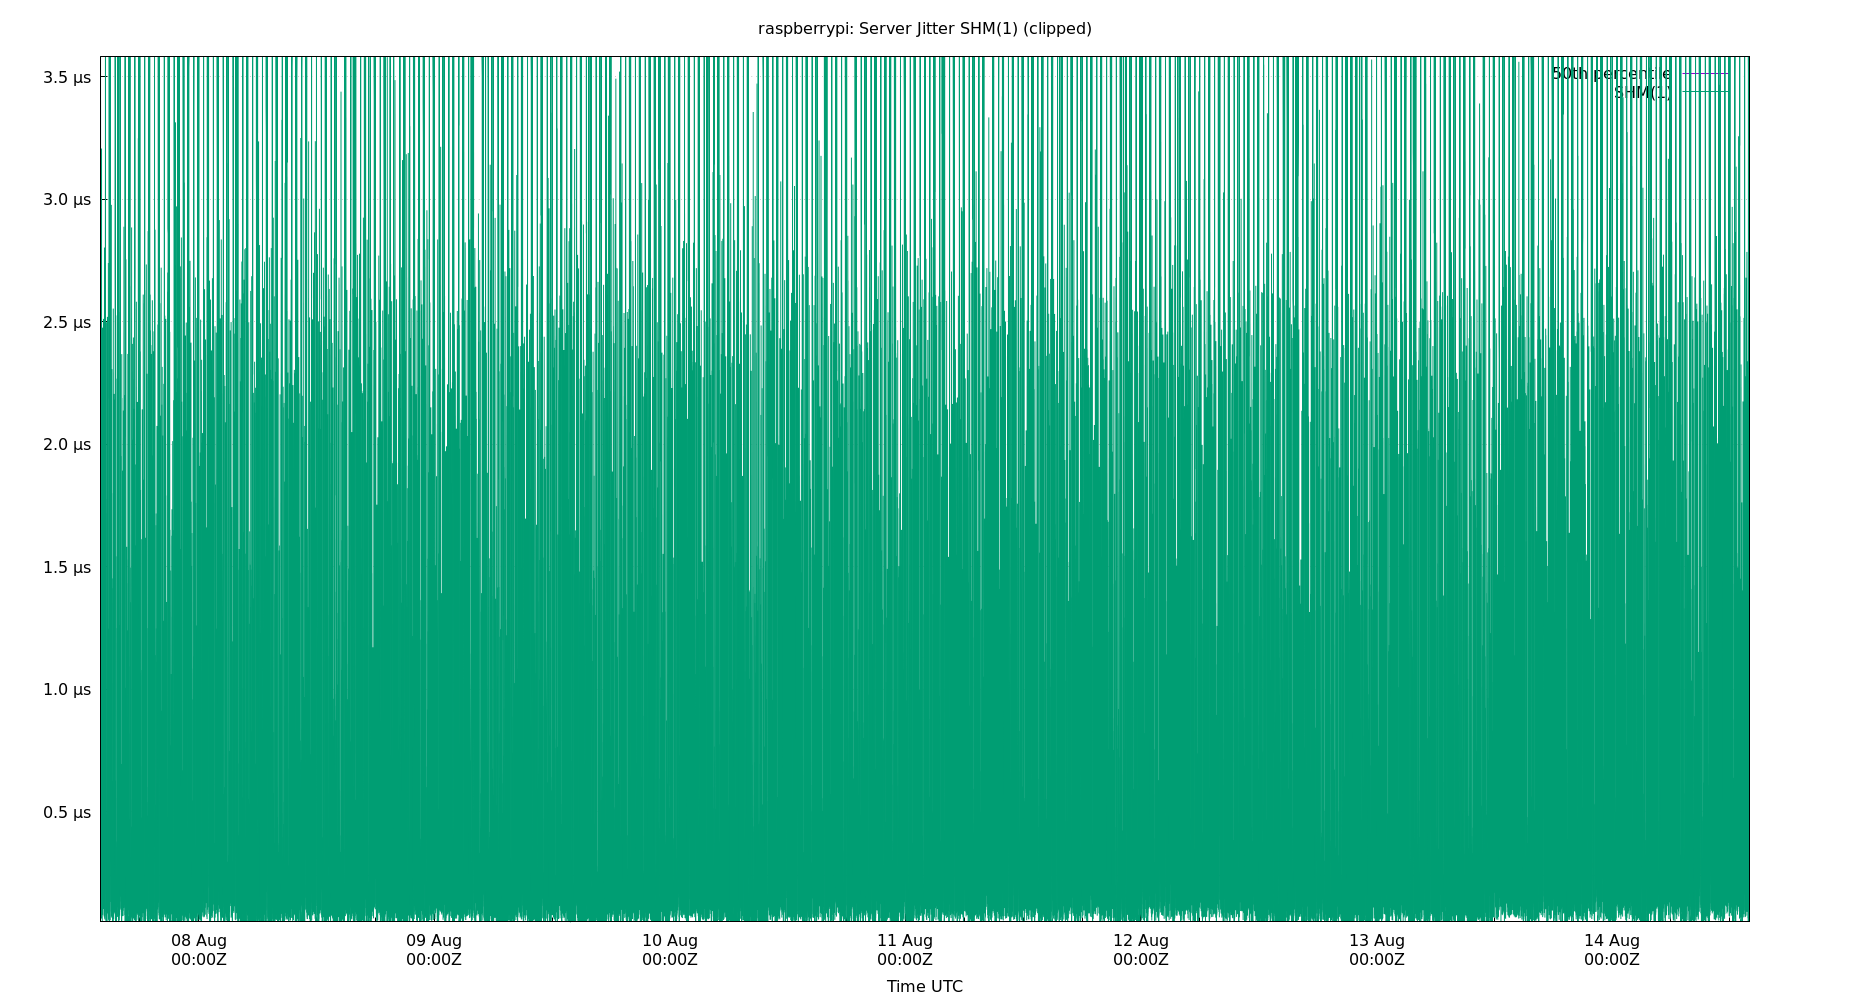 raspberrypi: Server Jitter SHM(1) (clipped)
3.5 µs
50th percentile
SHM(1)
3.0 µs
2.5 µs
2.0 µs
1.5 µs
1.0 µs
0.5 µs
08 Aug 09 Aug 10 Aug 11 Aug 12 Aug 13 Aug 14 Aug
00:00Z 00:00Z 00:00Z 00:00Z 00:00Z 00:00Z 00:00Z
Time UTC